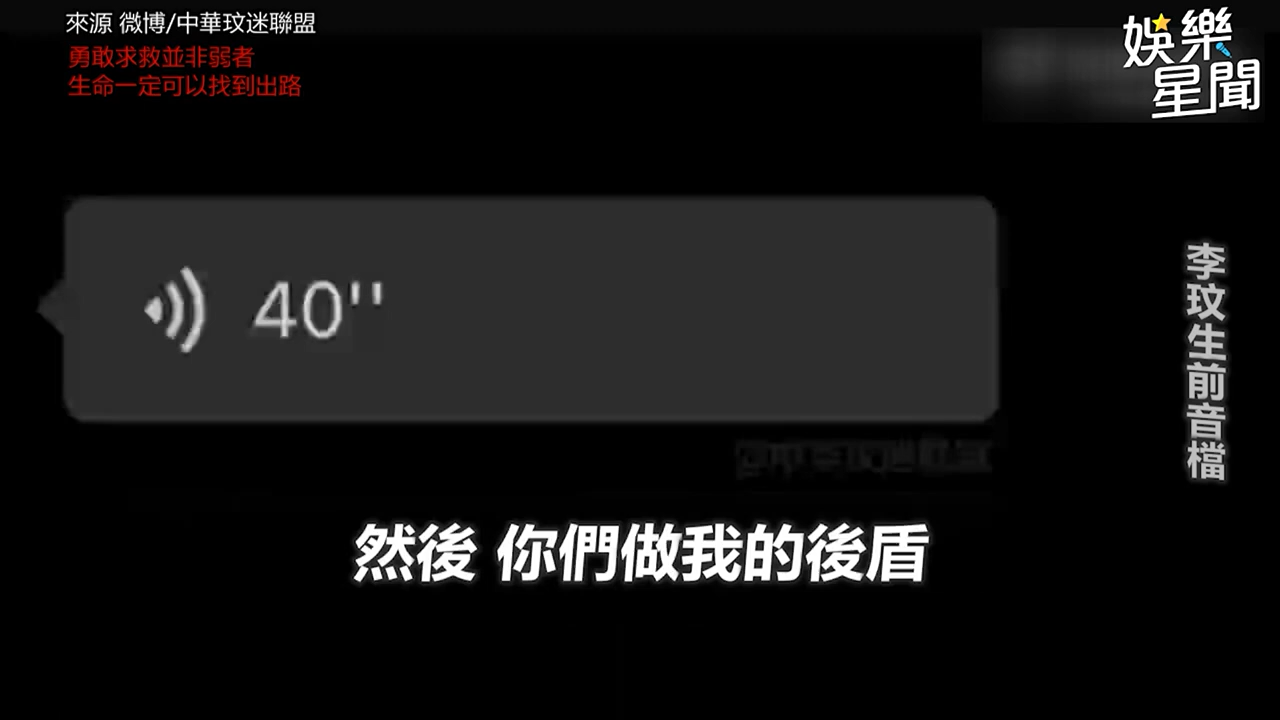 來源 微博/中華玟迷聯盟
勇敢求救並非弱者
生命一定可以找到出路
娛樂
星聞
40''
李玟生前音檔
然後 你們做我的後盾